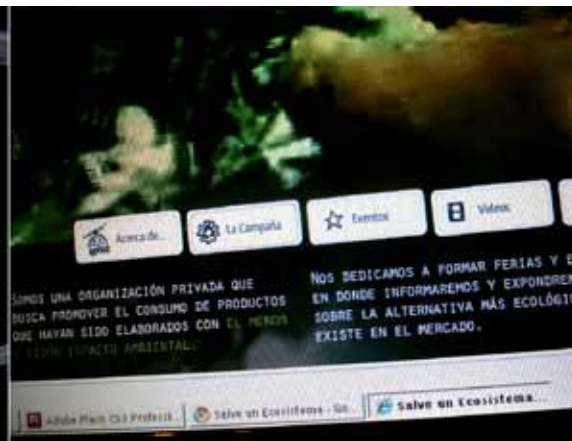 Acerca de..
La Campaña
Eventos
Videos
SOMOS UNA ORGANIZACIÓN PRIVADA QUE
BUSCA PROMOVER EL CONSUMO DE PRODUCTOS
QUE HAYAN SIDO ELABORADOS CON EL MENOR
IMPACTO AMBIENTAL.
NOS DEDICAMOS A FORMAR FERIAS Y E
EN DONDE INFORMAREMOS Y EXPONDREM
SOBRE LA ALTERNATIVA MÁS ECOLÓGI
EXISTE EN EL MERCADO.
Adobe Flash CS3 Profess..
Salve un Ecosistema - Go..
Salve un Ecosistema...